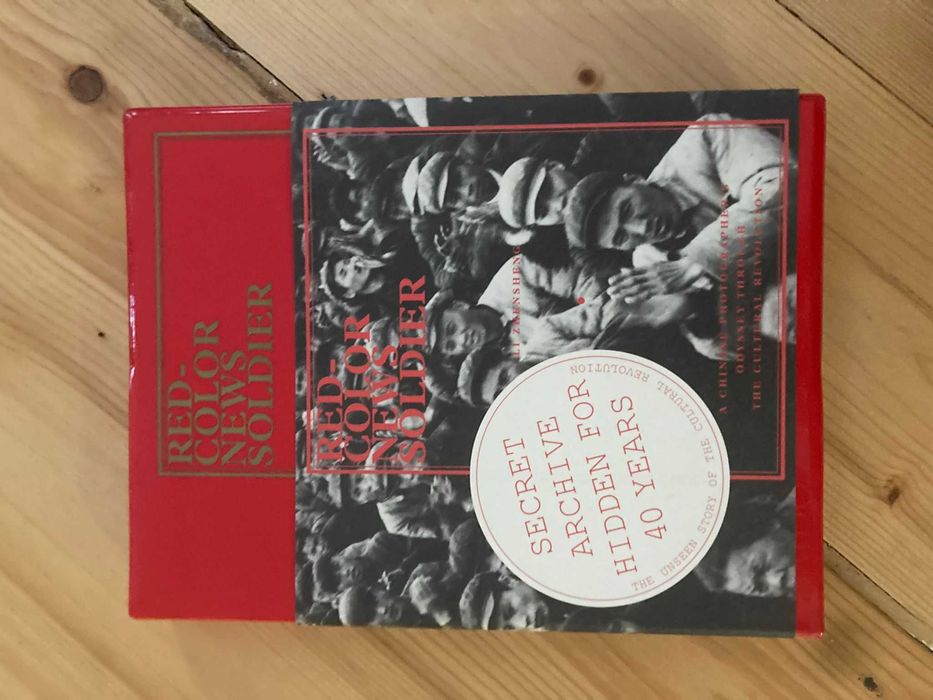 RED-
COLOR
NEWS
SOLDIER
RED-
COLOR
NEWS
SOLDIER
LI ZHENSHENG
SECRET
ARCHIVE
HIDDEN FOR
40 YEARS
THE UNSEEN STORY OF THE CULTURAL REVOLUTION
A CHINESE PHOTOGRAPHER'S
ODYSSEY THROUGH
THE CULTURAL REVOLUTION